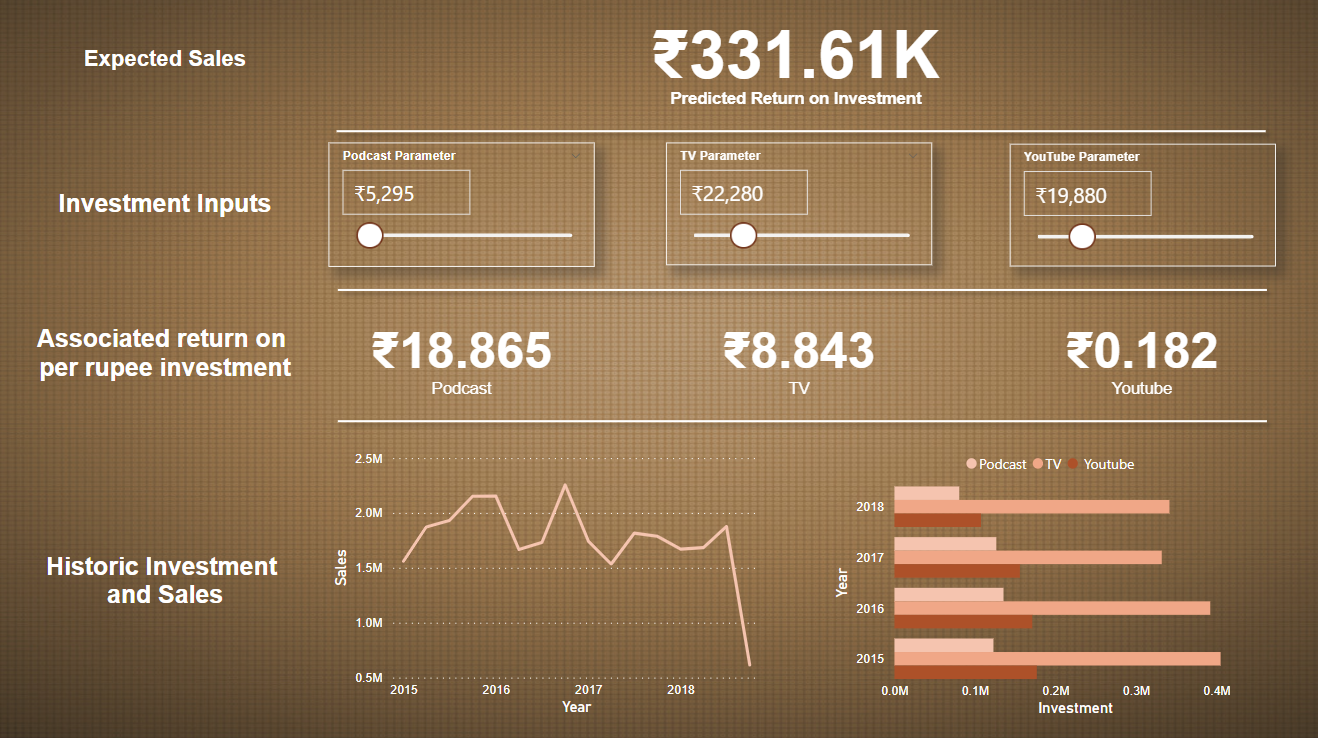 Expected Sales
₹331.61K
Predicted Return on Investment
Investment Inputs
Podcast Parameter
₹5,295
TV Parameter
₹22,280
YouTube Parameter
₹19,880
Associated return on
per rupee investment
₹18.865
Podcast
₹8.843
TV
₹0.182
Youtube
Historic Investment
and Sales
2.5M
2.0M
1.5M
1.0M
0.5M
Sales
2015 2016 2017 2018
Year
Podcast TV Youtube
2018
2017
2016
2015
Year
0.0M 0.1M 0.2M 0.3M 0.4M
Investment